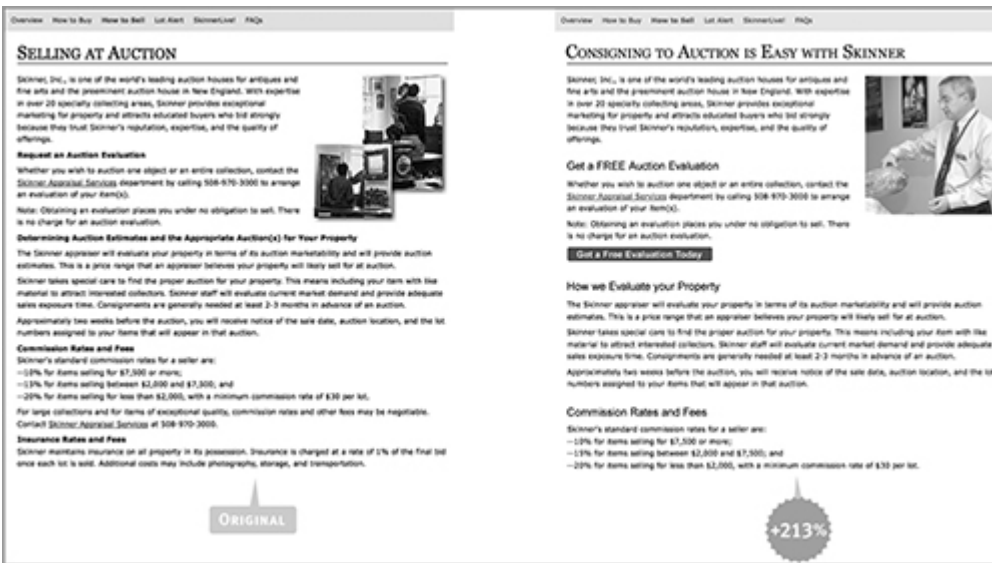 Overview How to Buy How to Sell Lot Alert SkinnerLive! FAQs
SELLING AT AUCTION
Skinner, Inc., is one of the world's leading auction houses for antiques and
fine arts and the preeminent auction house in New England. With expertise
in over 20 specialty collecting areas, Skinner provides exceptional
marketing for property and attracts educated buyers who bid strongly
because they trust Skinner's reputation, expertise, and the quality of
offerings.
Request an Auction Evaluation
Whether you wish to auction one object or an entire collection, contact the
Skinner Appraisal Services department by calling 508-970-3000 to arrange
an evaluation of your item(s).
Note: Obtaining an evaluation places you under no obligation to sell. There
is no charge for an auction evaluation.
Determining Auction Estimates and the Appropriate Auction(s) for Your Property
The Skinner appraiser will evaluate your property in terms of its auction marketability and will provide auction
estimates. This is a price range that an appraiser believes your property will likely sell for at auction.
Skinner takes special care to find the proper auction for your property. This means including your item with like
material to attract interested collectors. Skinner staff will evaluate current market demand and provide adequate
sales exposure time. Consignments are generally needed at least 2-3 months in advance of an auction.
Approximately two weeks before the auction, you will receive notice of the sale date, auction location, and the lot
numbers assigned to your items that will appear in that auction.
Commission Rates and Fees
Skinner's standard commission rates for a seller are:
—10% for items selling for $7,500 or more;
—15% for items selling between $2,000 and $7,500; and
—20% for items selling for less than $2,000, with a minimum commission rate of $30 per lot.
For large collections and for items of exceptional quality, commission rates and other fees may be negotiable.
Contact Skinner Appraisal Services at 508-970-3000.
Insurance Rates and Fees
Skinner maintains insurance on all property in its possession. Insurance is charged at a rate of 1% of the final bid
once each lot is sold. Additional costs may include photography, storage, and transportation.
ORIGINAL
Overview How to Buy How to Sell Lot Alert SkinnerLive! FAQs
CONSIGNING TO AUCTION IS EASY WITH SKINNER
Skinner, Inc., is one of the world's leading auction houses for antiques and
fine arts and the preeminent auction house in New England. With expertise
in over 20 specialty collecting areas, Skinner provides exceptional
marketing for property and attracts educated buyers who bid strongly
because they trust Skinner's reputation, expertise, and the quality of
offerings.
Get a FREE Auction Evaluation
Whether you wish to auction one object or an entire collection, contact the
Skinner Appraisal Services department by calling 508-970-3000 to arrange
an evaluation of your item(s).
Note: Obtaining an evaluation places you under no obligation to sell. There
is no charge for an auction evaluation.
Get a Free Evaluation Today
How we Evaluate your Property
The Skinner appraiser will evaluate your property in terms of its auction marketability and will provide auction
estimates. This is a price range that an appraiser believes your property will likely sell for at auction.
Skinner takes special care to find the proper auction for your property. This means including your item with like
material to attract interested collectors. Skinner staff will evaluate current market demand and provide adequate
sales exposure time. Consignments are generally needed at least 2-3 months in advance of an auction.
Approximately two weeks before the auction, you will receive notice of the sale date, auction location, and the lot
numbers assigned to your items that will appear in that auction.
Commission Rates and Fees
Skinner's standard commission rates for a seller are:
—10% for items selling for $7,500 or more;
—15% for items selling between $2,000 and $7,500; and
—20% for items selling for less than $2,000, with a minimum commission rate of $30 per lot.
+213%